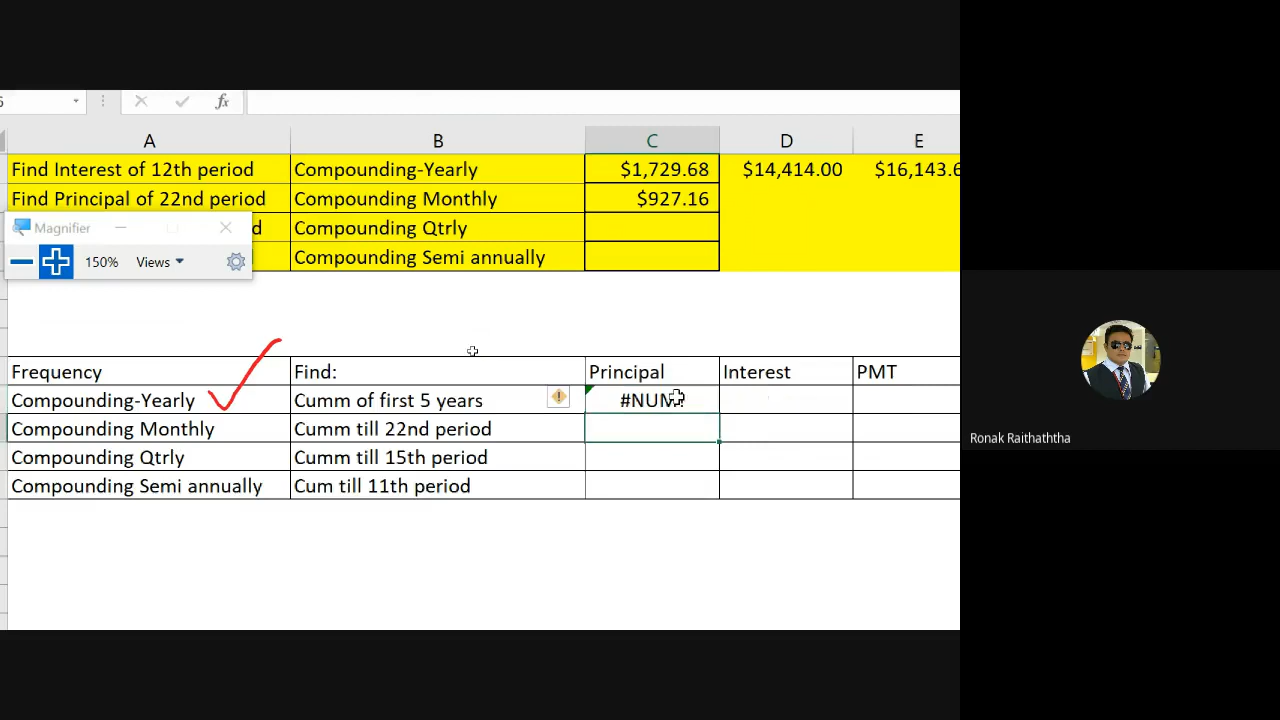 6
fx
A B C D E
Find Interest of 12th period Compounding-Yearly $1,729.68 $14,414.00 $16,143.6
Find Principal of 22nd period Compounding Monthly $927.16
Magnifier d Compounding Qtrly
150% Views Compounding Semi annually
Frequency Find: Principal Interest PMT
Compounding-Yearly Cumm of first 5 years #NUM!
Compounding Monthly Cumm till 22nd period
Compounding Qtrly Cumm till 15th period
Compounding Semi annually Cum till 11th period
Ronak Raithaththa